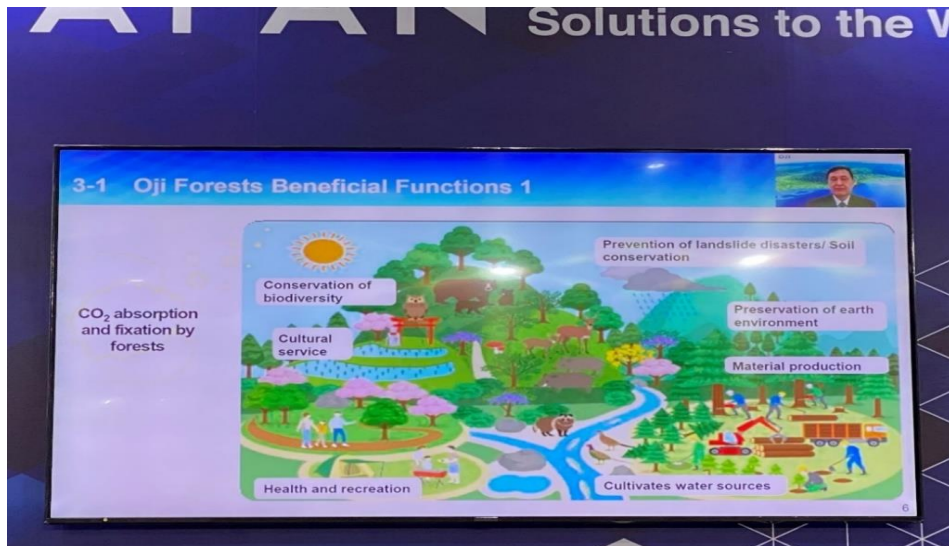 APAN
Solutions to the W
3-1 Oji Forests Beneficial Functions 1
CO₂ absorption
and fixation by
forests
Conservation of
biodiversity
Cultural
service
Health and recreation
Prevention of landslide disasters/ Soil
conservation
Preservation of earth
environment
Material production
Cultivates water sources
6